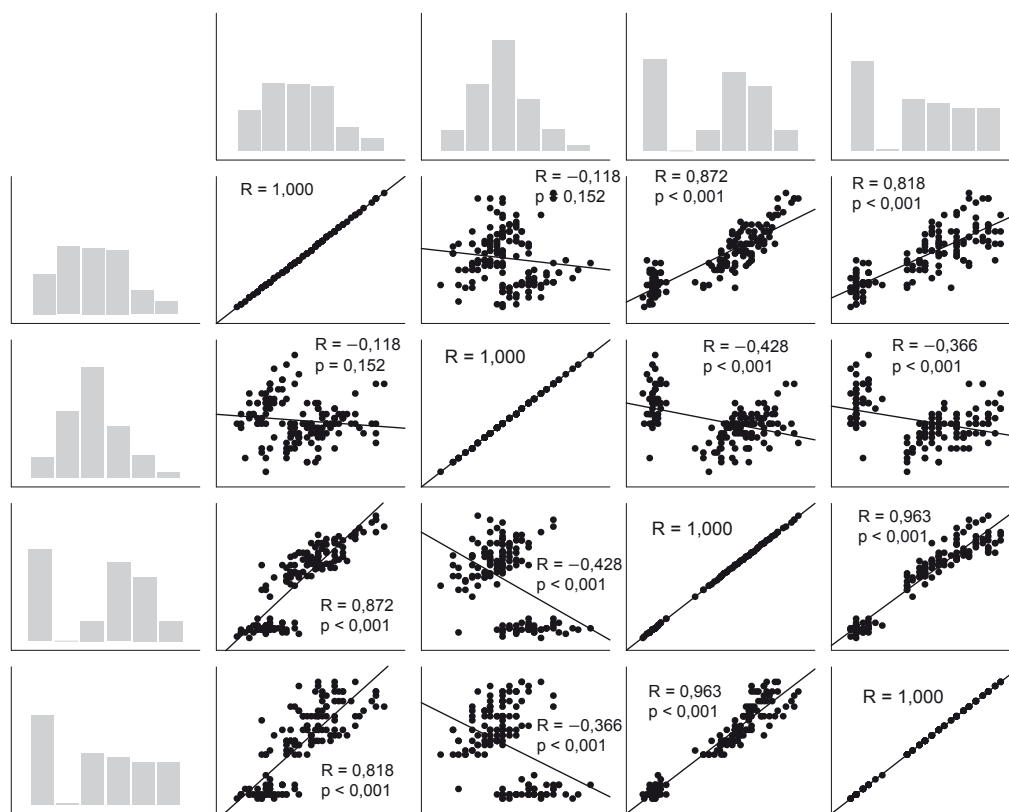 R = 1,000
R = −0,118
p = 0,152
R = 0,872
p < 0,001
R = 0,818
p < 0,001
R = −0,118
p = 0,152
R = 1,000
R = −0,428
p < 0,001
R = −0,366
p < 0,001
R = 0,872
p < 0,001
R = −0,428
p < 0,001
R = 1,000
R = 0,963
p < 0,001
R = 0,818
p < 0,001
R = −0,366
p < 0,001
R = 0,963
p < 0,001
R = 1,000